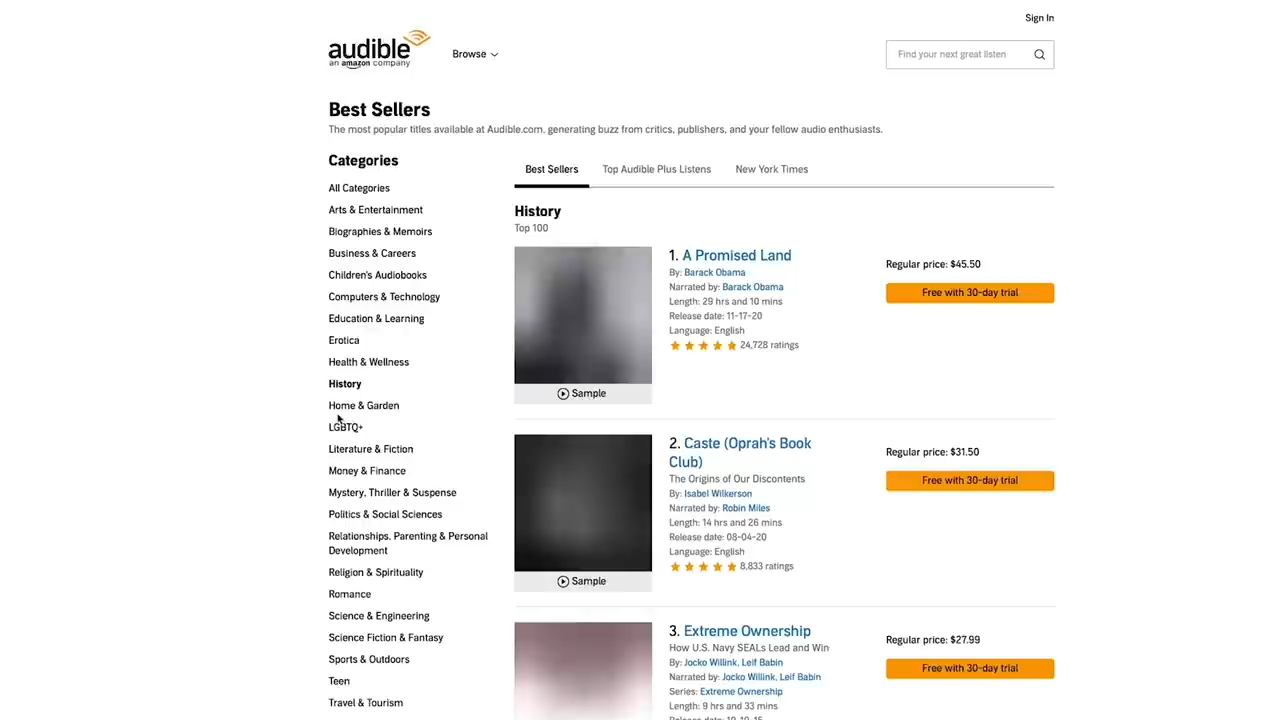 Sign In
audible
an amazon company
Browse
Find your next great listen
Best Sellers
The most popular titles available at Audible.com, generating buzz from critics, publishers, and your fellow audio enthusiasts.
Categories
All Categories
Arts & Entertainment
Biographies & Memoirs
Business & Careers
Children's Audiobooks
Computers & Technology
Education & Learning
Erotica
Health & Wellness
History
Home & Garden
LGBTQ+
Literature & Fiction
Money & Finance
Mystery, Thriller & Suspense
Politics & Social Sciences
Relationships, Parenting & Personal
Development
Religion & Spirituality
Romance
Science & Engineering
Science Fiction & Fantasy
Sports & Outdoors
Teen
Travel & Tourism
Best Sellers
Top Audible Plus Listens
New York Times
History
Top 100
Sample
1. A Promised Land
By: Barack Obama
Narrated by: Barack Obama
Length: 29 hrs and 10 mins
Release date: 11-17-20
Language: English
24,728 ratings
Regular price: $45.50
Free with 30-day trial
Sample
2. Caste (Oprah's Book
Club)
The Origins of Our Discontents
By: Isabel Wilkerson
Narrated by: Robin Miles
Length: 14 hrs and 26 mins
Release date: 08-04-20
Language: English
8,833 ratings
Regular price: $31.50
Free with 30-day trial
3. Extreme Ownership
How U.S. Navy SEALs Lead and Win
By: Jocko Willink, Leif Babin
Narrated by: Jocko Willink, Leif Babin
Series: Extreme Ownership
Length: 9 hrs and 33 mins
Regular price: $27.99
Free with 30-day trial